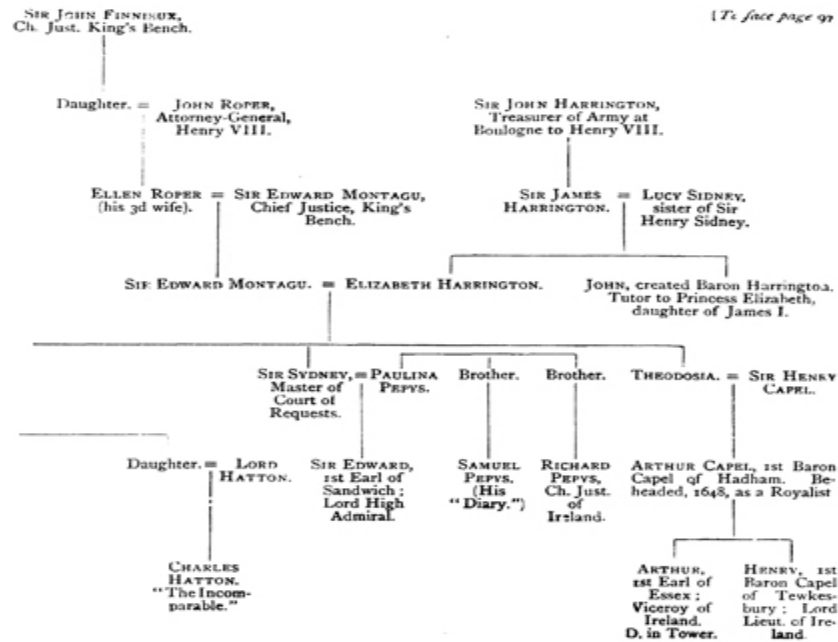 SIR JOHN FINNIEUX,
Ch. Just. King's Bench.
[To face page 97
Daughter. = JOHN ROPER,
Attorney-General,
Henry VIII.
SIR JOHN HARRINGTON,
Treasurer of Army at
Boulogne to Henry VIII.
ELLEN ROPER = SIR EDWARD MONTAGU,
(his 3d wife). Chief Justice, King's
Bench.
SIR JAMES = LUCY SIDNEY,
HARRINGTON. sister of Sir
Henry Sidney.
SIR EDWARD MONTAGU. = ELIZABETH HARRINGTON.
JOHN, created Baron Harrington.
Tutor to Princess Elizabeth,
daughter of James I.
SIR SYDNEY, = PAULINA
Master of PEPYS.
Court of
Requests.
Brother.
Brother.
THEODOSIA. = SIR HENRY
CAPEL.
Daughter. = LORD
HATTON.
SIR EDWARD,
1st Earl of
Sandwich;
Lord High
Admiral.
SAMUEL
PEPYS.
(His
"Diary.")
RICHARD
PEPYS,
Ch. Just.
of
Ireland.
ARTHUR CAPEL, 1st Baron
Capel of Hadham. Be-
headed, 1648, as a Royalist
CHARLES
HATTON.
"The Incom-
parable."
ARTHUR,
1st Earl of
Essex;
Viceroy of
Ireland.
D. in Tower.
HENRY, 1st
Baron Capel
of Tewkes-
bury; Lord
Lieut. of Ire-
land.